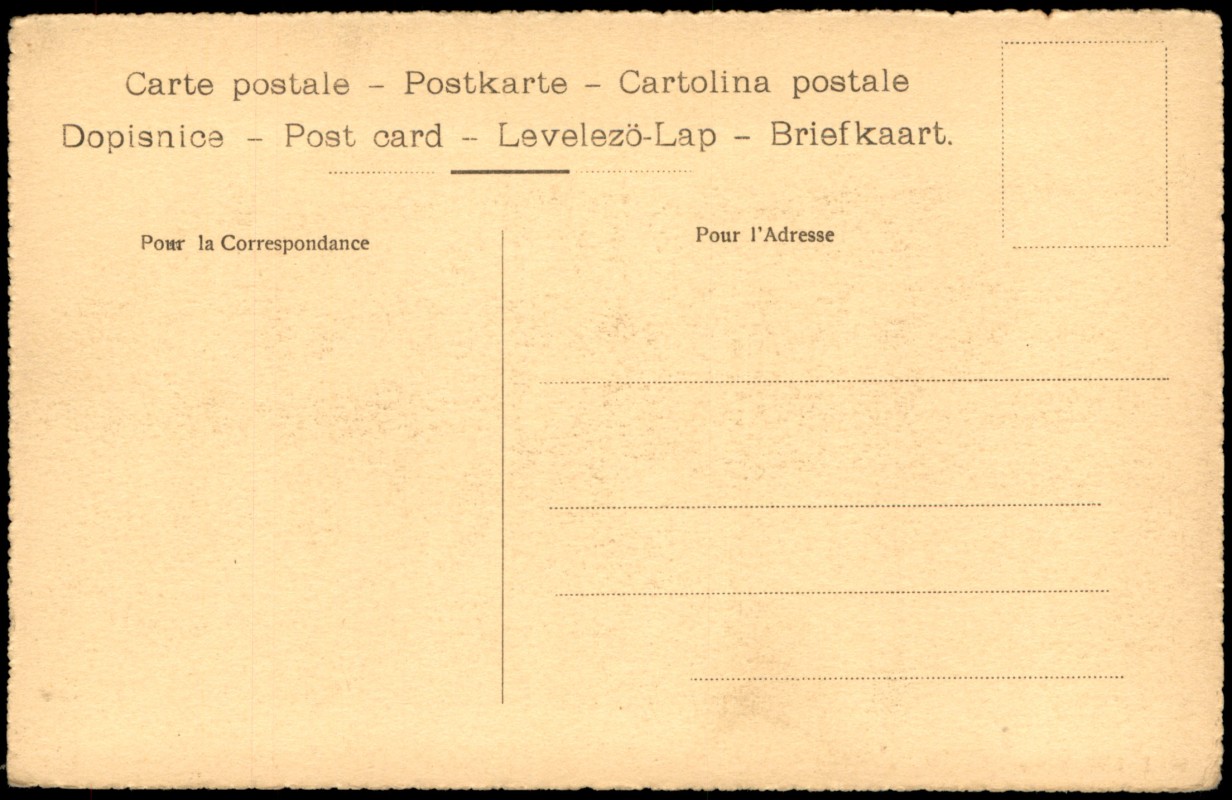 Carte postale – Postkarte – Cartolina postale
Dopisnice – Post card – Levelezö-Lap – Briefkaart.
Pour la Correspondance
Pour l'Adresse